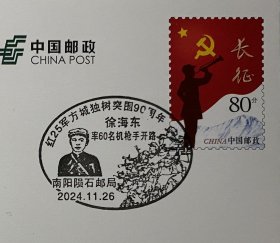 中国邮政
CHINA POST
长征
80分
CHINA 中国邮政
红25军方城独树突围90周年
徐海东
率60名机枪手开路
南阳陨石邮局
2024.11.26